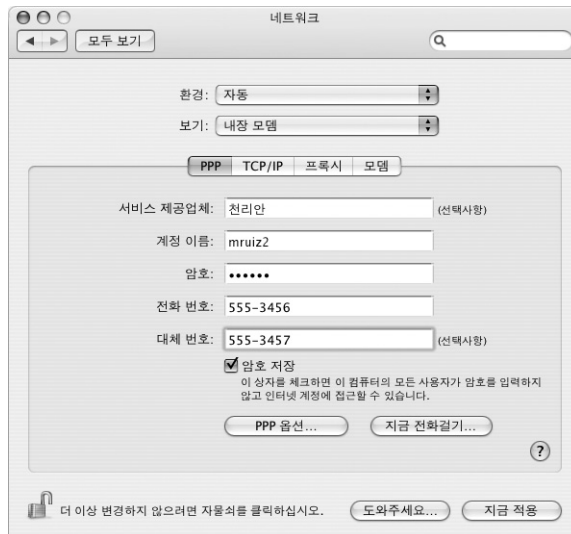 네트워크
모두 보기
환경: 자동
보기: 내장 모뎀
PPP TCP/IP 프록시 모뎀
서비스 제공업체: 천리안 (선택사항)
계정 이름: mruiz2
암호: ••••••
전화 번호: 555-3456
대체 번호: 555-3457 (선택사항)
암호 저장
이 상자를 체크하면 이 컴퓨터의 모든 사용자가 암호를 입력하지
않고 인터넷 계정에 접근할 수 있습니다.
PPP 옵션... 지금 전화걸기...
?
더 이상 변경하지 않으려면 자물쇠를 클릭하십시오. 도와주세요... 지금 적용